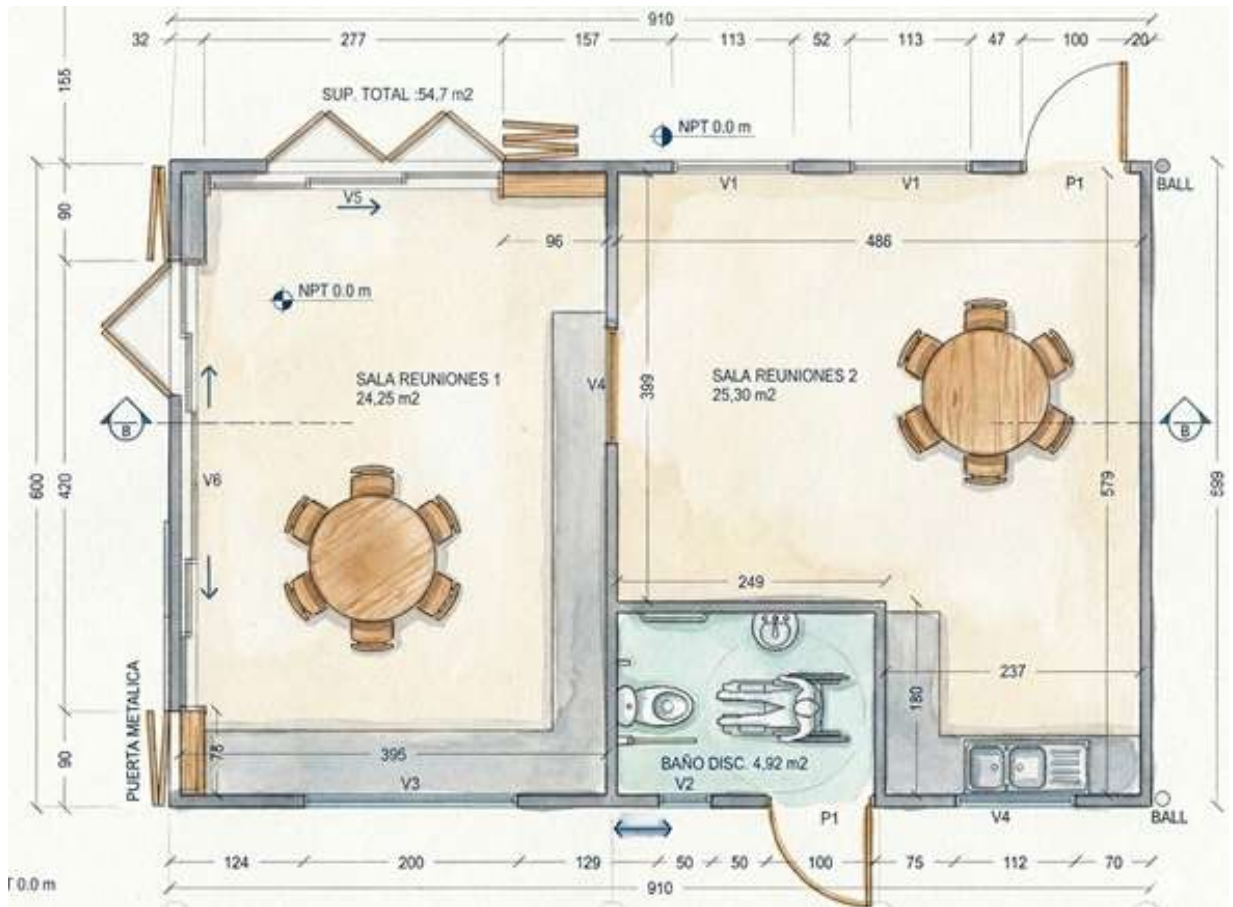 910
32
277
157
113
52
113
47
100
20
155
SUP. TOTAL :54,7 m2
NPT 0.0 m
V5
V1
V1
P1
BALL
90
96
486
NPT 0.0 m
SALA REUNIONES 1
24,25 m2
V4
399
SALA REUNIONES 2
25,30 m2
B
B
600
420
V6
579
599
249
180
237
PUERTA METALICA
90
78
395
V3
BAÑO DISC. 4,92 m2
V2
P1
V4
BALL
124
200
129
50
50
100
75
112
70
T 0.0 m
910